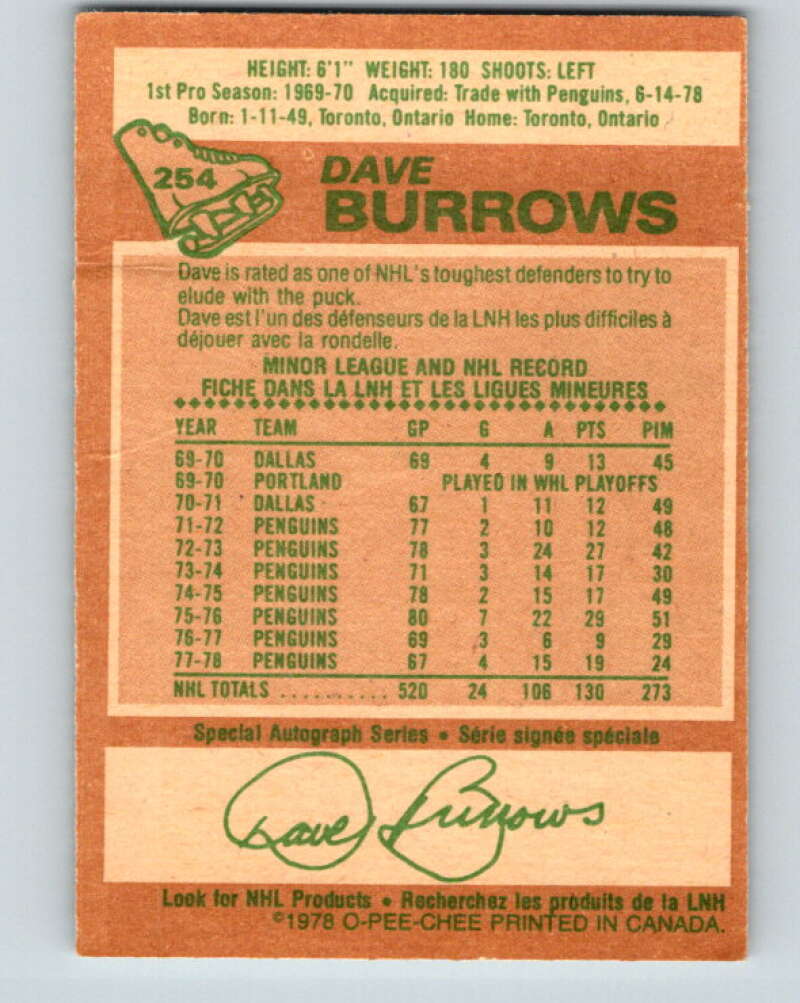 HEIGHT: 6'1" WEIGHT: 180 SHOOTS: LEFT
1st Pro Season: 1969-70 Acquired: Trade with Penguins, 6-14-78
Born: 1-11-49, Toronto, Ontario Home: Toronto, Ontario
254
DAVE
BURROWS
Dave is rated as one of NHL's toughest defenders to try to
elude with the puck.
Dave est l'un des défenseurs de la LNH les plus difficiles à
déjouer avec la rondelle.
MINOR LEAGUE AND NHL RECORD
FICHE DANS LA LNH ET LES LIGUES MINEURES
YEAR TEAM GP G A PTS PIM
69-70 DALLAS 69 4 9 13 45
69-70 PORTLAND PLAYED IN WHL PLAYOFFS
70-71 DALLAS 67 1 11 12 49
71-72 PENGUINS 77 2 10 12 48
72-73 PENGUINS 78 3 24 27 42
73-74 PENGUINS 71 3 14 17 30
74-75 PENGUINS 78 2 15 17 49
75-76 PENGUINS 80 7 22 29 51
76-77 PENGUINS 69 3 6 9 29
77-78 PENGUINS 67 4 15 19 24
NHL TOTALS .......... 520 24 106 130 273
Special Autograph Series • Série signée spéciale
Dave Burrows
Look for NHL Products • Recherchez les produits de la LNH
©1978 O-PEE-CHEE PRINTED IN CANADA.